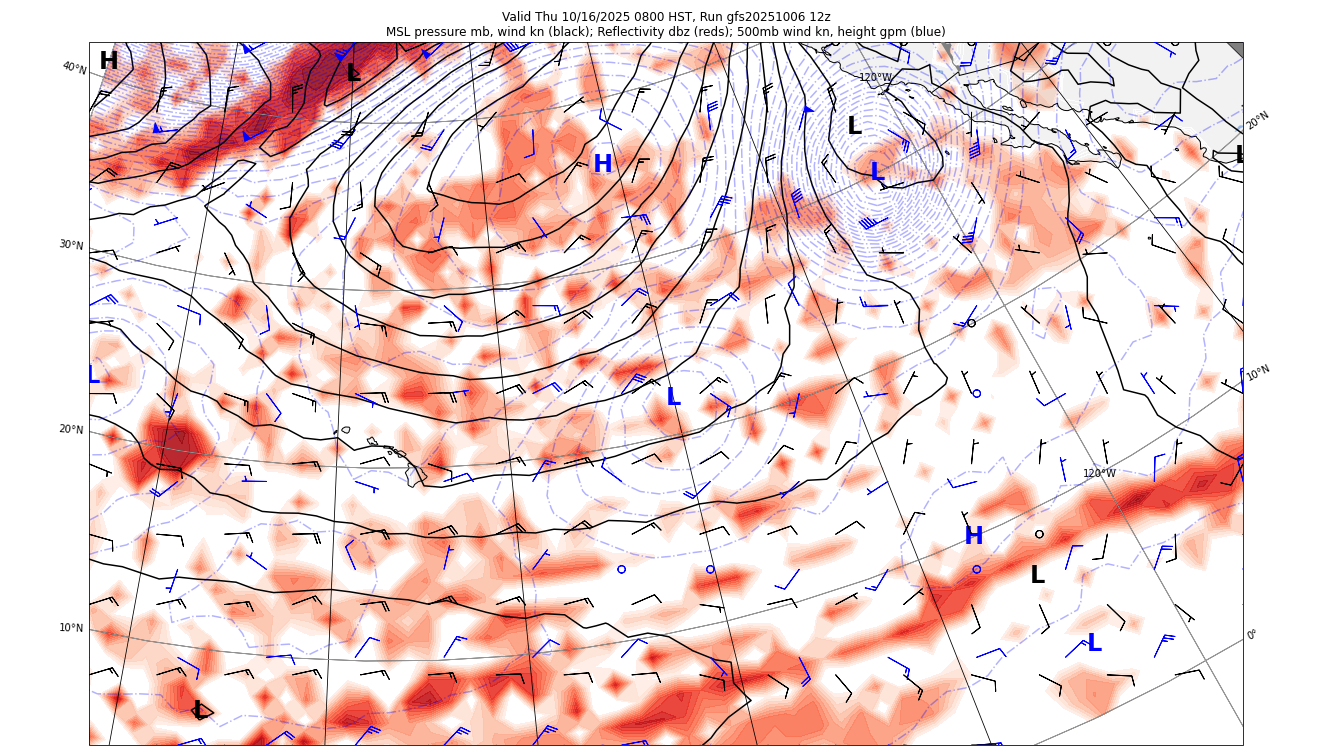 Valid Thu 10/16/2025 0800 HST, Run gfs20251006 12z
MSL pressure mb, wind kn (black); Reflectivity dbz (reds); 500mb wind kn, height gpm (blue)
H
40°N
L
120°W
20°N
L
L
H
L
30°N
L
10°N
L
20°N
120°W
H
L
10°N
0°
L
L